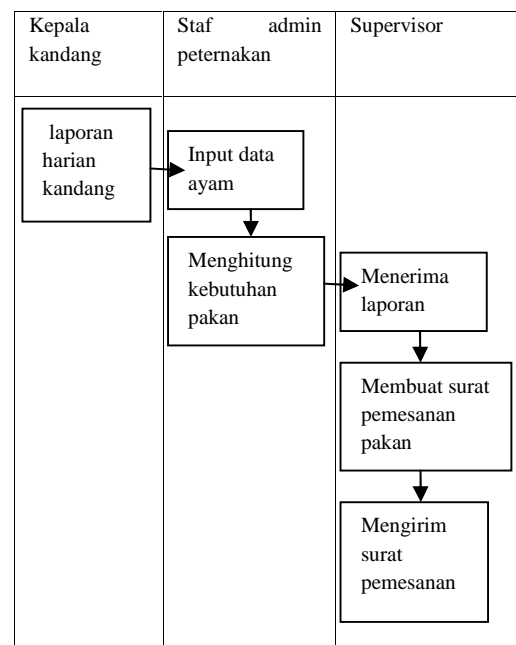 Kepala
kandang
Staf admin
peternakan
Supervisor
laporan
harian
kandang
Input data
ayam
Menghitung
kebutuhan
pakan
Menerima
laporan
Membuat surat
pemesanan
pakan
Mengirim
surat
pemesanan